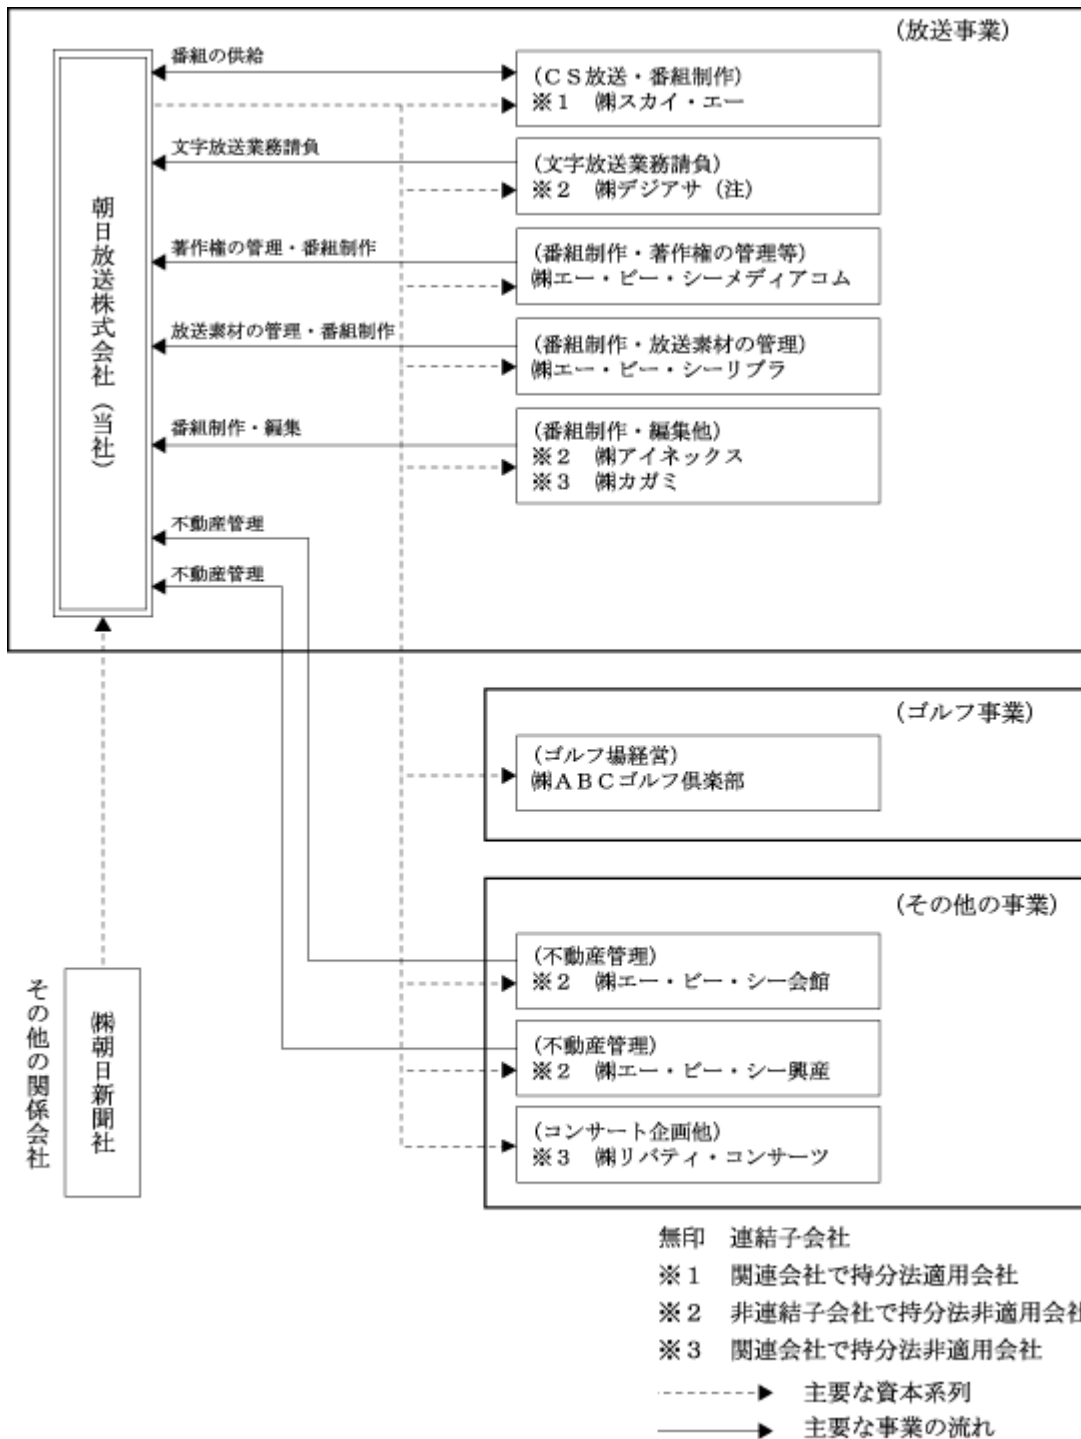 (放送事業)
番組の供給
(CS放送・番組制作)
※1 ㈱スカイ・エー
文字放送業務請負
(文字放送業務請負)
※2 ㈱デジアサ(注)
朝日放送株式会社(当社)
著作権の管理・番組制作
(番組制作・著作権の管理等)
㈱エー・ビー・シーメディアコム
放送素材の管理・番組制作
(番組制作・放送素材の管理)
㈱エー・ビー・シーリブラ
番組制作・編集
(番組制作・編集他)
※2 ㈱アイネックス
※3 ㈱カガミ
不動産管理
不動産管理
(ゴルフ事業)
(ゴルフ場経営)
㈱ABCゴルフ倶楽部
(その他の事業)
(不動産管理)
※2 ㈱エー・ビー・シー会館
(不動産管理)
※2 ㈱エー・ビー・シー興産
(コンサート企画他)
※3 ㈱リバティ・コンサーツ
その他の関係会社
㈱朝日新聞社
無印 連結子会社
※1 関連会社で持分法適用会社
※2 非連結子会社で持分法非適用会社
※3 関連会社で持分法非適用会社
主要な資本系列
主要な事業の流れ